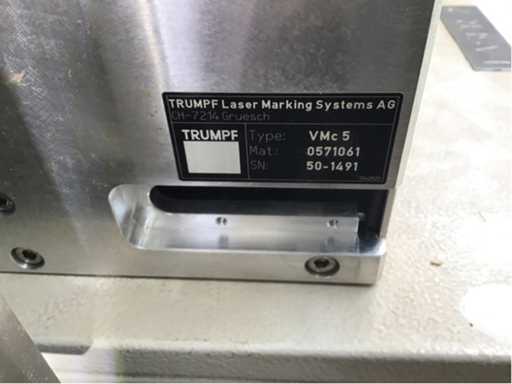 TRUMPF Laser Marking Systems AG
CH-7214 Gruesch
TRUMPF Type: VMc 5
Mat: 0571061
SN: 50-1491